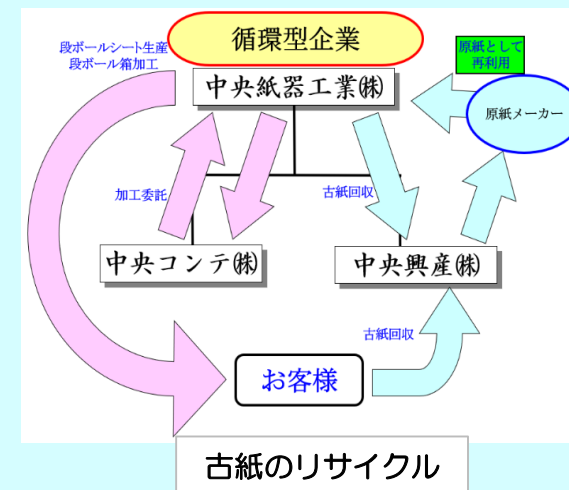 循環型企業
段ボールシート生産
段ボール箱加工
原紙として
再利用
中央紙器工業㈱
原紙メーカー
加工委託
古紙回収
中央コンテ㈱
中央興産㈱
古紙回収
お客様
古紙のリサイクル